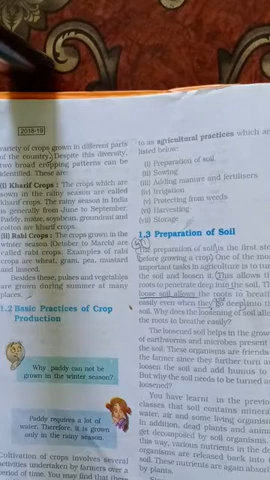 2018-19
variety of crops grown in different parts
of the country. Despite this diversity,
two broad cropping patterns can be
identified. These are:
(i) Kharif Crops : The crops which are
sown in the rainy season are called
kharif crops. The rainy season in India
is generally from June to September.
Paddy, maize, soyabean, groundnut and
cotton are kharif crops.
(ii) Rabi Crops : The crops grown in the
winter season (October to March) are
called rabi crops. Examples of rabi
crops are wheat, gram, pea, mustard
and linseed.
Besides these, pulses and vegetables
are grown during summer at many
places.
1.2 Basic Practices of Crop
Production
Why paddy can not be
grown in the winter season?
Paddy requires a lot of
water. Therefore, it is grown
only in the rainy season.
Cultivation of crops involves several
activities undertaken by farmers over a
period of time. You may find that these
to as agricultural practices which are
listed below:
(i) Preparation of soil
(ii) Sowing
(iii) Adding manure and fertilisers
(iv) Irrigation
(v) Protecting from weeds
(vi) Harvesting
(vii) Storage
1.3 Preparation of Soil
The preparation of soil is the first step
before growing a crop. One of the most
important tasks in agriculture is to turn
the soil and loosen it. This allows the
roots to penetrate deep into the soil. The
loose soil allows the roots to breathe
easily even when they go deep into the
soil. Why does the loosening of soil allow
the roots to breathe easily?
The loosened soil helps in the growth
of earthworms and microbes present in
the soil. These organisms are friends of
the farmer since they further turn and
loosen the soil and add humus to it.
But why the soil needs to be turned and
loosened?
You have learnt in the previous
classes that soil contains minerals,
water, air and some living organisms.
In addition, dead plants and animals
get decomposed by soil organisms. In
this way, various nutrients in the dead
organisms are released back into the
soil. These nutrients are again absorbed
by plants.